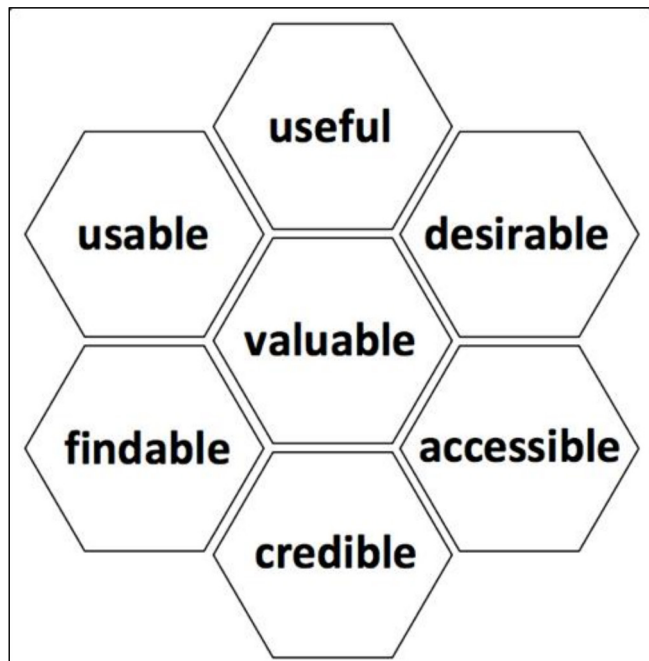 useful
usable
desirable
valuable
findable
accessible
credible